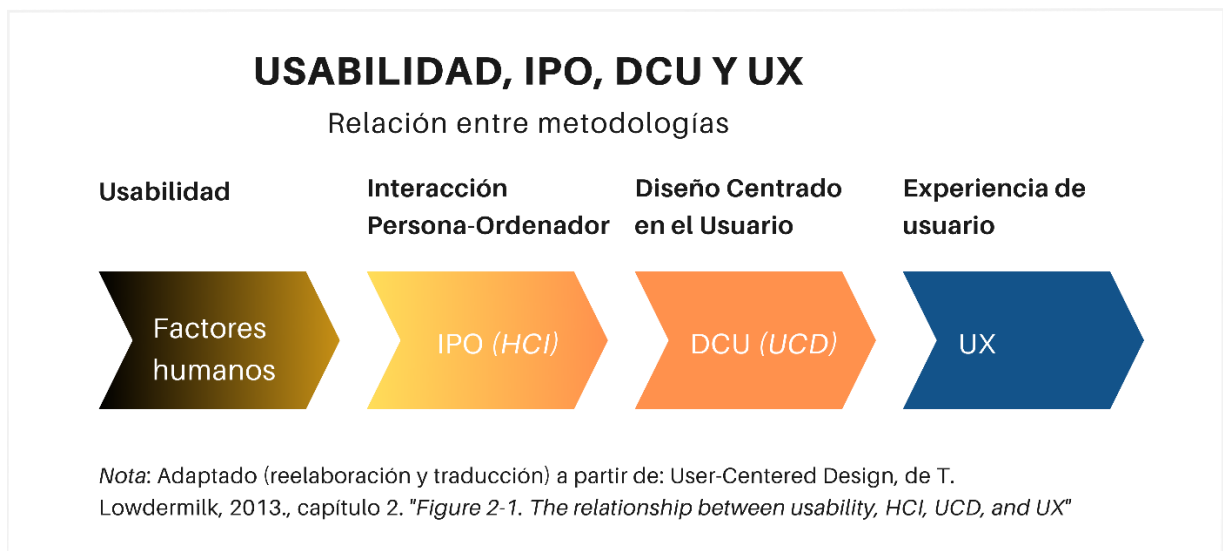 USABILIDAD, IPO, DCU Y UX
Relación entre metodologías
Usabilidad
Interacción
Persona-Ordenador
Diseño Centrado
en el Usuario
Experiencia de
usuario
Factores
humanos
IPO (HCI)
DCU (UCD)
UX
Nota: Adaptado (reelaboración y traducción) a partir de: User-Centered Design, de T.
Lowdermilk, 2013., capítulo 2. "Figure 2-1. The relationship between usability, HCI, UCD, and UX"